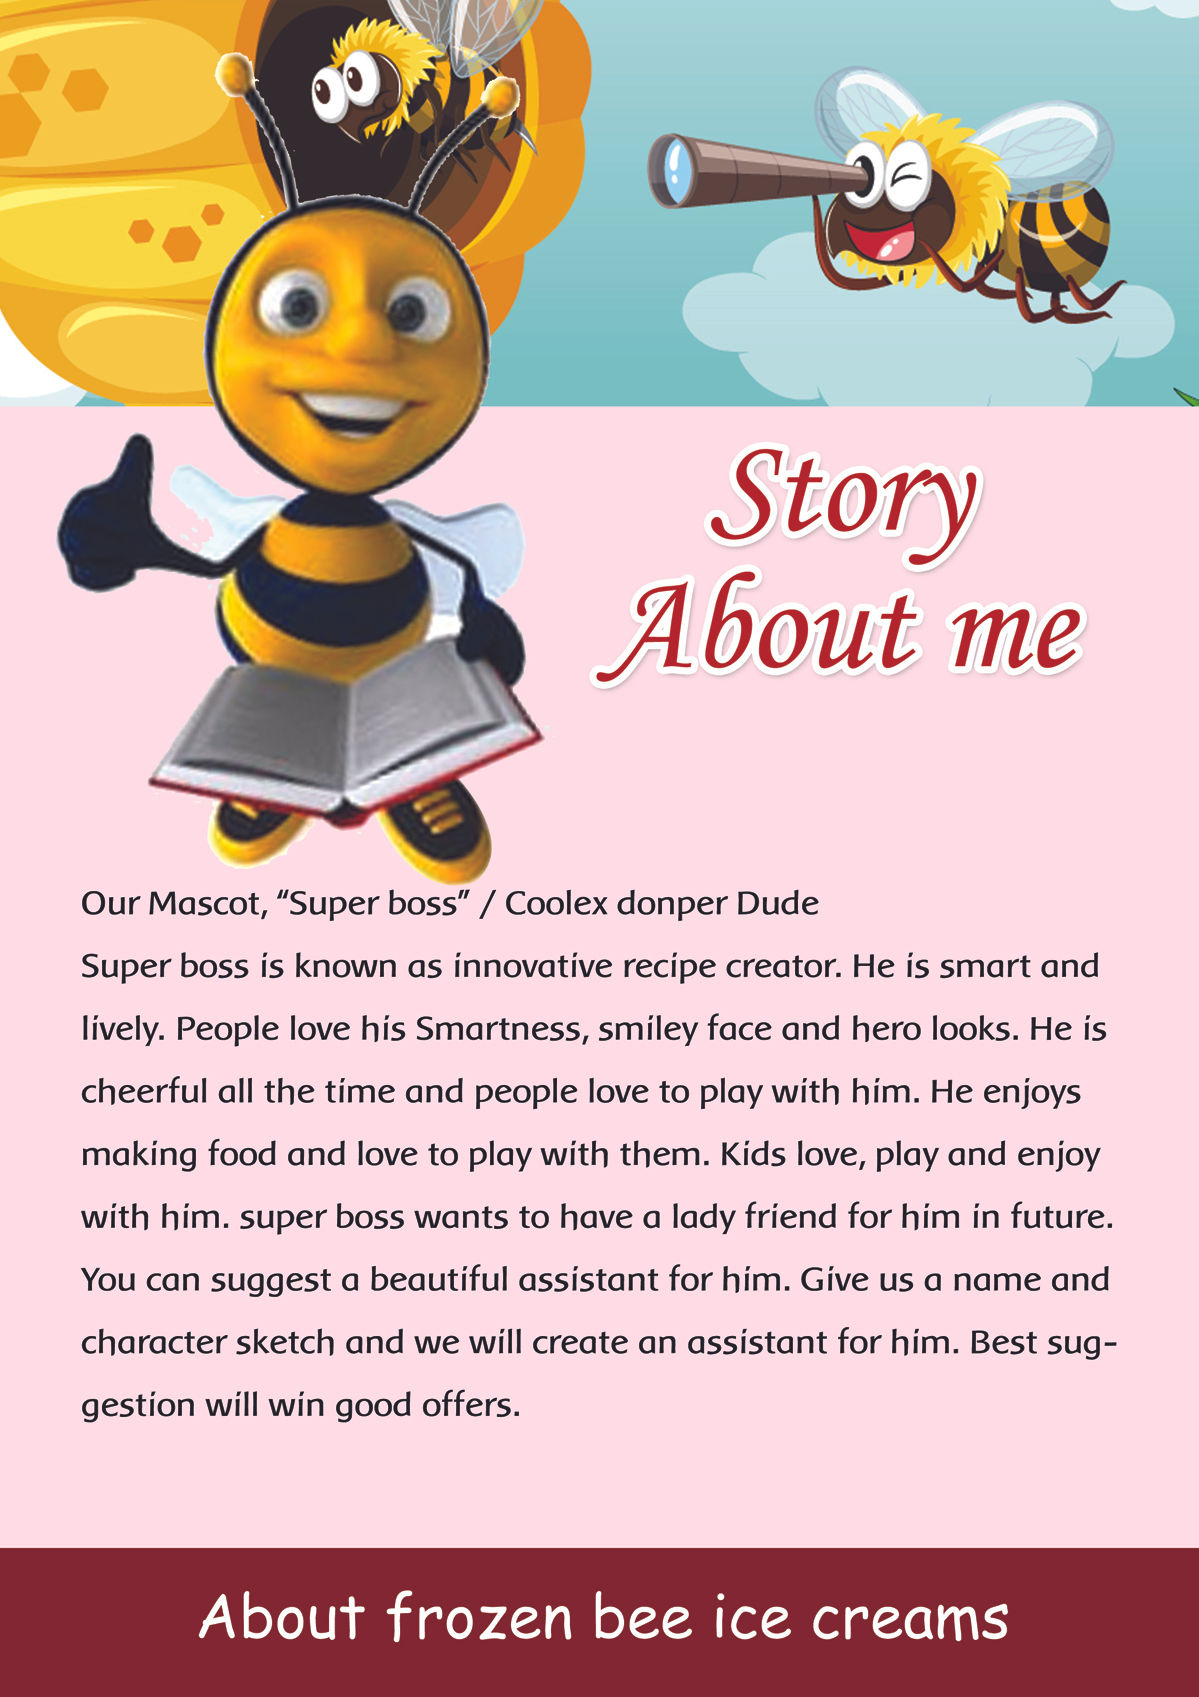 Story
About me
Our Mascot, “Super boss” / Coolex donper Dude
Super boss is known as innovative recipe creator. He is smart and
lively. People love his Smartness, smiley face and hero looks. He is
cheerful all the time and people love to play with him. He enjoys
making food and love to play with them. Kids love, play and enjoy
with him. super boss wants to have a lady friend for him in future.
You can suggest a beautiful assistant for him. Give us a name and
character sketch and we will create an assistant for him. Best sug-
gestion will win good offers.
About frozen bee ice creams